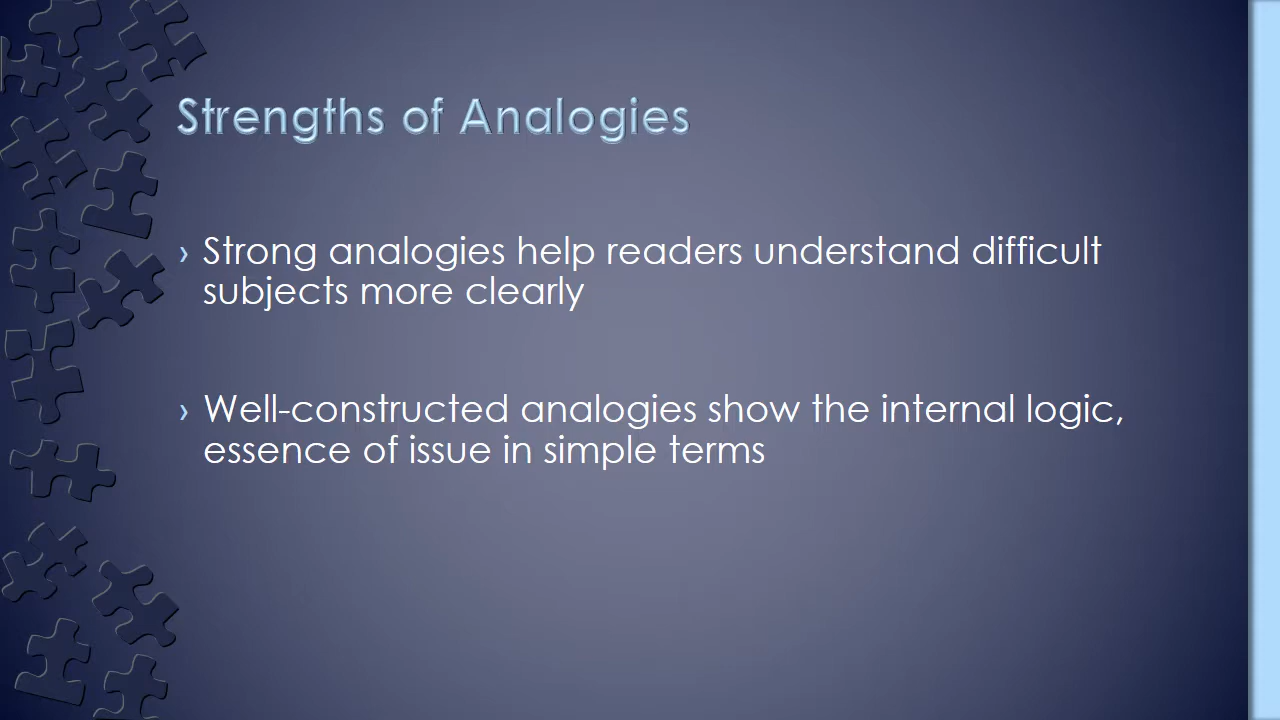 Strengths of Analogies
› Strong analogies help readers understand difficult
subjects more clearly
› Well-constructed analogies show the internal logic,
essence of issue in simple terms